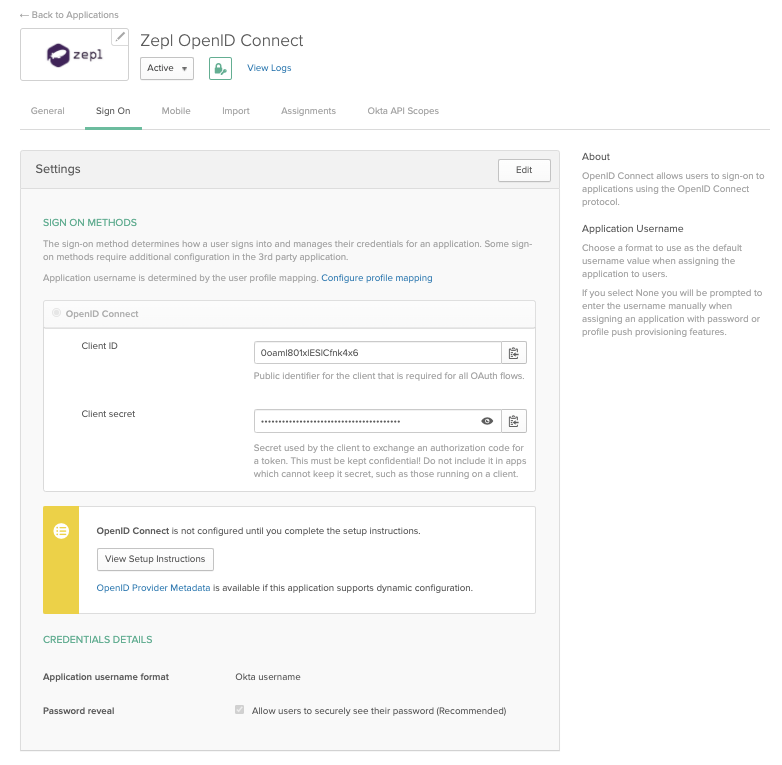 ← Back to Applications
zepl
Zepl OpenID Connect
Active
View Logs
General
Sign On
Mobile
Import
Assignments
Okta API Scopes
Settings
Edit
SIGN ON METHODS
The sign-on method determines how a user signs into and manages their credentials for an application. Some sign-
on methods require additional configuration in the 3rd party application.
Application username is determined by the user profile mapping. Configure profile mapping
OpenID Connect
Client ID
0oaml801xlESlCfnk4x6
Public identifier for the client that is required for all OAuth flows.
Client secret
••••••••••••••••••••••••••••••••••••••••
Secret used by the client to exchange an authorization code for
a token. This must be kept confidential! Do not include it in apps
which cannot keep it secret, such as those running on a client.
OpenID Connect is not configured until you complete the setup instructions.
View Setup Instructions
OpenID Provider Metadata is available if this application supports dynamic configuration.
CREDENTIALS DETAILS
Application username format
Okta username
Password reveal
Allow users to securely see their password (Recommended)
About
OpenID Connect allows users to sign-on to
applications using the OpenID Connect
protocol.
Application Username
Choose a format to use as the default
username value when assigning the
application to users.
If you select None you will be prompted to
enter the username manually when
assigning an application with password or
profile push provisioning features.